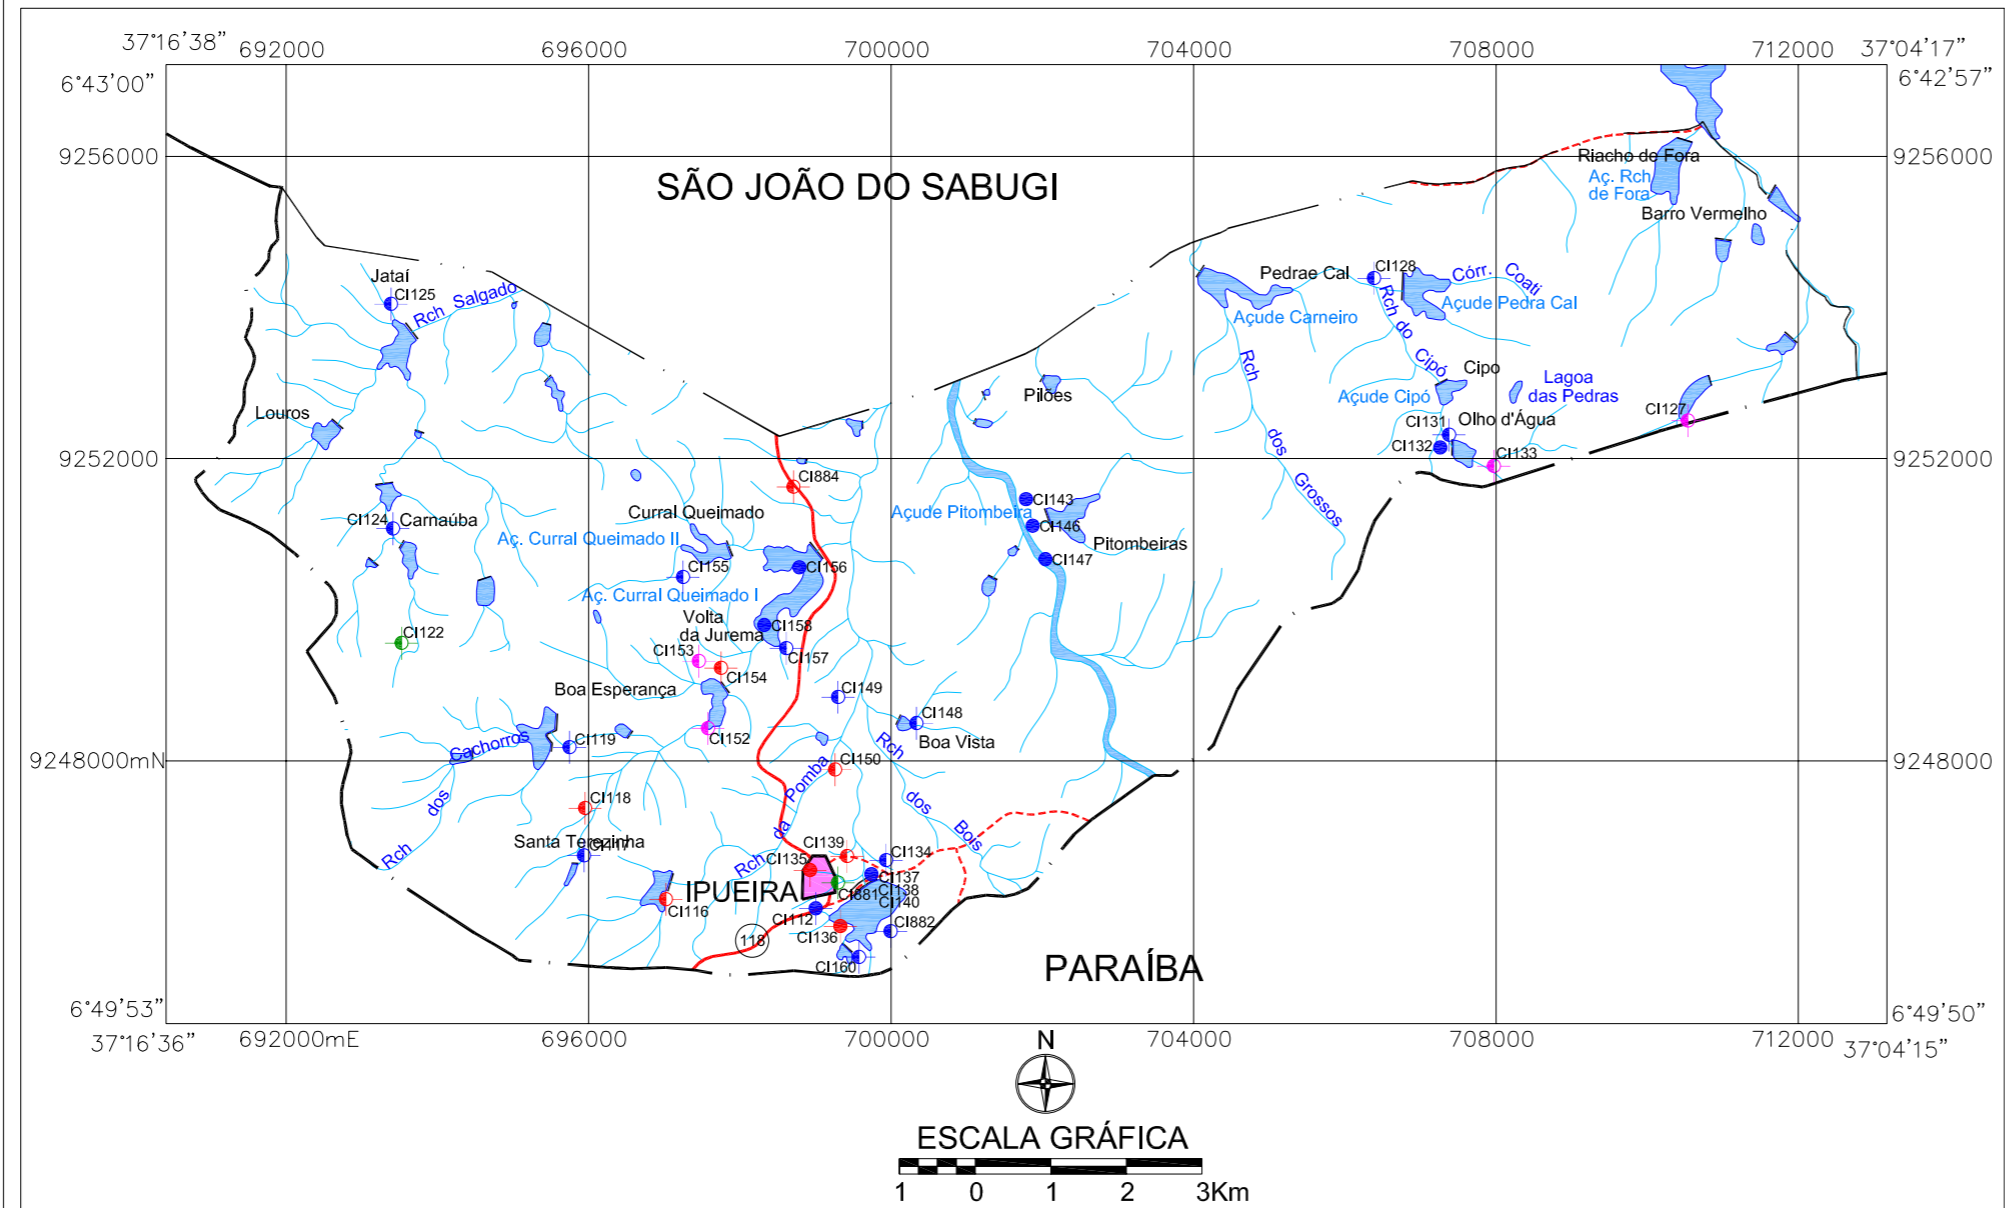 37°16'38"
692000
696000
700000
704000
708000
712000
37°04'17"
6°43'00"
6°42'57"
9256000
9256000
SÃO JOÃO DO SABUGI
Riacho de Fora
Aç. Rch
de Fora
Barro Vermelho
Jataí
CI125
Rch Salgado
Pedrae Cal
CI128
Córr. Coati
Açude Pedra Cal
Açude Carneiro
Rch do Cipó
Rch dos Grossos
Cipo
Lagoa
das Pedras
Pilões
Açude Cipó
Louros
CI127
CI131
Olho d'Água
CI132
CI133
9252000
9252000
CI884
CI143
Açude Pitombeira
CI146
Pitombeiras
CI147
CI124
Carnaúba
Curral Queimado
Aç. Curral Queimado II
CI155
CI156
Aç. Curral Queimado I
Volta
da Jurema
CI158
CI157
CI122
CI153
CI154
Boa Esperança
CI149
CI148
Boa Vista
CI152
Rch dos Cachorros
CI119
9248000mN
9248000
CI150
Rch da Pomba
Rch dos Bois
CI118
Santa Terezinha
CI117
CI139
CI134
CI135
CI137
CI138
CI881
CI140
IPUEIRA
CI116
CI112
CI136
CI882
118
CI160
PARAÍBA
6°49'53"
6°49'50"
37°16'36"
692000mE
696000
700000
704000
708000
712000
37°04'15"
N
ESCALA GRÁFICA
1 0 1 2 3Km